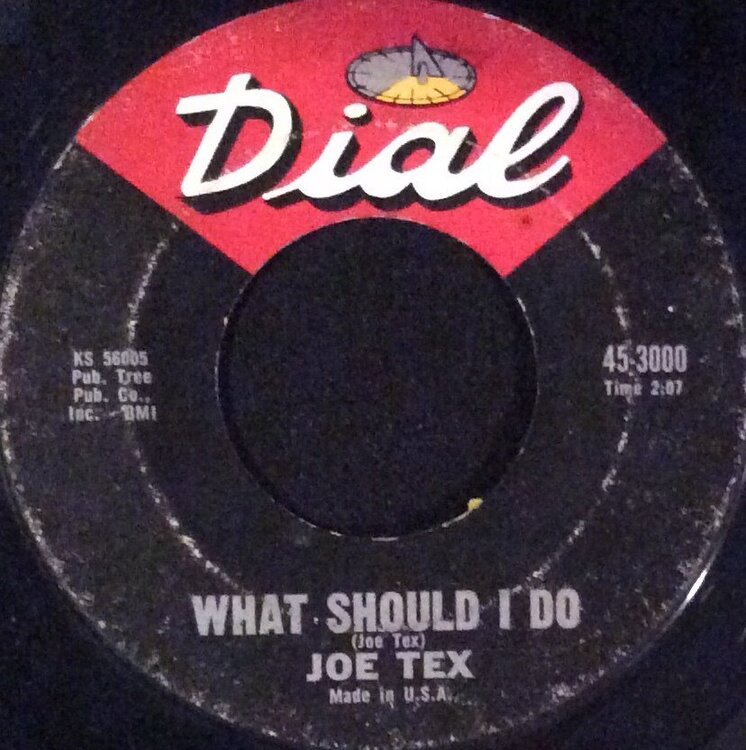 Dial
KS 56005
Pub. Tree
Pub. Co.,
Inc. - BMI
45-3000
Time 2:07
WHAT SHOULD I DO
(Joe Tex)
JOE TEX
Made in U.S.A.